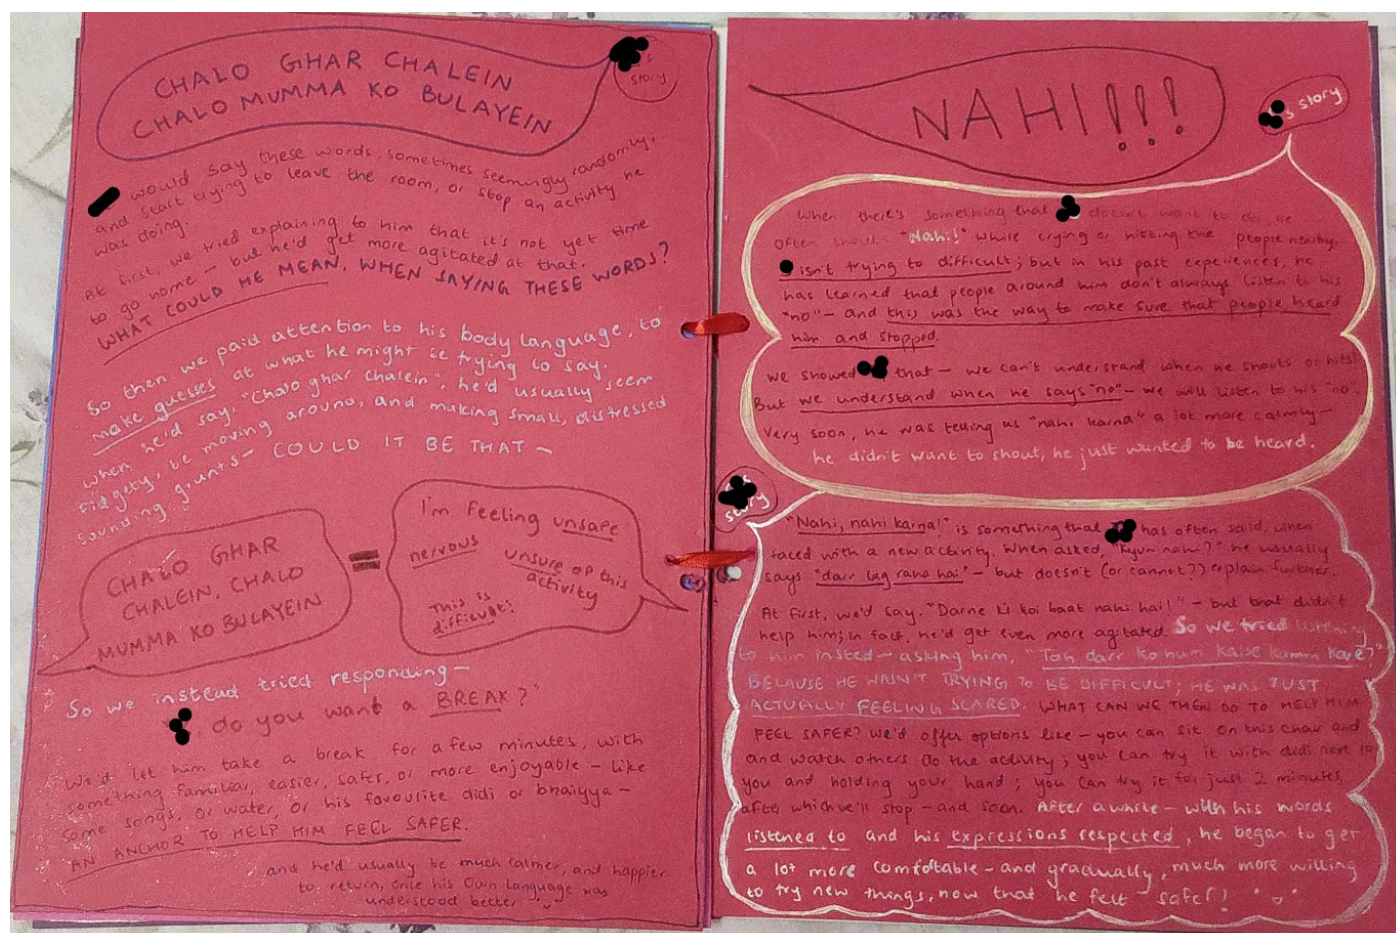 CHALO GHAR CHALEIN
CHALO MUMMA KO BULAYEIN
's
story
would say these words, sometimes seemingly randomly,
and start trying to leave the room, or stop an activity he
was doing.
At first, we tried explaining to him that it's not yet time
to go home – but he'd get more agitated at that.
WHAT COULD HE MEAN, WHEN SAYING THESE WORDS?
So then we paid attention to his body language, to
make guesses at what he might be trying to say.
when he'd say, "Chalo ghar chalein", he'd usually seem
fidgety, be moving around, and making small, distressed
sounding grunts – COULD IT BE THAT –
CHALO GHAR
CHALEIN, CHALO
MUMMA KO BULAYEIN
=
I'm feeling unsafe
nervous
unsure of this
activity
This is
difficult!
So we instead tried responding –
, do you want a BREAK?"
We'd let him take a break for a few minutes, with
something familiar, easier, safer, or more enjoyable – like
some songs, or water, or his favourite didi or bhaiyya –
AN ANCHOR TO HELP HIM FEEL SAFER.
and he'd usually be much calmer, and happier
to return, once his own language was
understood better
NAHI!!!
's story
When there's something that doesn't want to do, he
often shouts "Nahi!" while crying or hitting the people nearby.
isn't trying to difficult; but in his past experiences, he
has learned that people around him don't always listen to his
"no" – and this was the way to make sure that people heard
him and stopped.
We showed that – we can't understand when he shouts or hits!
But we understand when he says "no" – we will listen to his "no".
Very soon, he was telling us "nahi karna" a lot more calmly –
he didn't want to shout, he just wanted to be heard.
's
story
"Nahi, nahi karna!" is something that has often said, when
faced with a new activity. When asked, "kyun nahi?" he usually
says "darr lag raha hai" – but doesn't (or cannot?) explain further.
At first, we'd say, "Darne ki koi baat nahi hai!" – but that didn't
help him; in fact, he'd get even more agitated. So we tried listening
to him insted – asking him, "Toh darr ko hum kaise kamm kare?"
BECAUSE HE WASN'T TRYING TO BE DIFFICULT; HE WAS JUST
ACTUALLY FEELING SCARED. WHAT CAN WE THEN DO TO HELP HIM
FEEL SAFER? We'd offer options like – you can sit on this chair and
and watch others do the activity; you can try it with didi next to
you and holding your hand; you can try it for just 2 minutes,
after which we'll stop – and soon. After a while – with his words
listened to and his expressions respected, he began to get
a lot more comfortable – and gradually, much more willing
to try new things, now that he felt safe!!